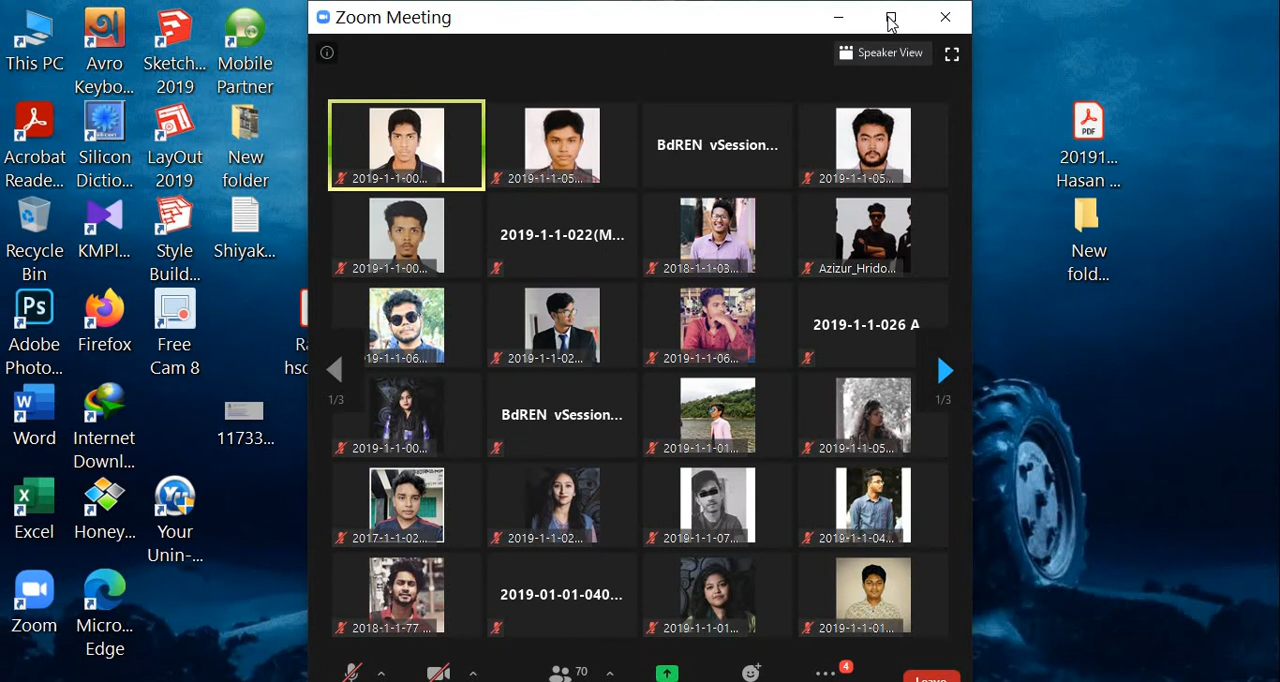 This PC
Avro
Keybo...
Sketch...
2019
Mobile
Partner
Acrobat
Reade...
Silicon
Dictio...
LayOut
2019
New
folder
Recycle
Bin
KMPl...
Style
Build...
Shiyak...
Adobe
Photo...
Firefox
Free
Cam 8
Ra
hsc
Word
Internet
Downl...
11733...
Excel
Honey...
Your
Unin-...
Zoom
Micro...
Edge
Zoom Meeting
Speaker View
2019-1-1-00...
2019-1-1-05...
BdREN vSession...
2019-1-1-05...
2019-1-1-00...
2019-1-1-022(M...
2018-1-1-03...
Azizur_Hrido...
019-1-1-06...
2019-1-1-02...
2019-1-1-06...
2019-1-1-026 A
1/3
1/3
2019-1-1-00...
BdREN vSession...
2019-1-1-01...
2019-1-1-05...
2017-1-1-02...
2019-1-1-02...
2019-1-1-07...
2019-1-1-04...
2018-1-1-77 ...
2019-01-01-040...
2019-1-1-01...
2019-1-1-01...
70
4
Leave
PDF
20191...
Hasan ...
New
fold...